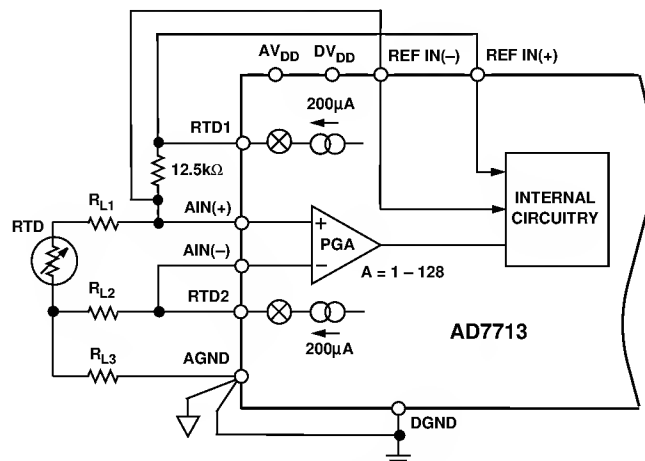 AVDD
DVDD
REF IN(–)
REF IN(+)
200µA
RTD1
12.5kΩ
RL1
AIN(+)
RTD
INTERNAL
CIRCUITRY
+
PGA
–
AIN(–)
A = 1 – 128
RL2
RTD2
200µA
AD7713
RL3
AGND
DGND